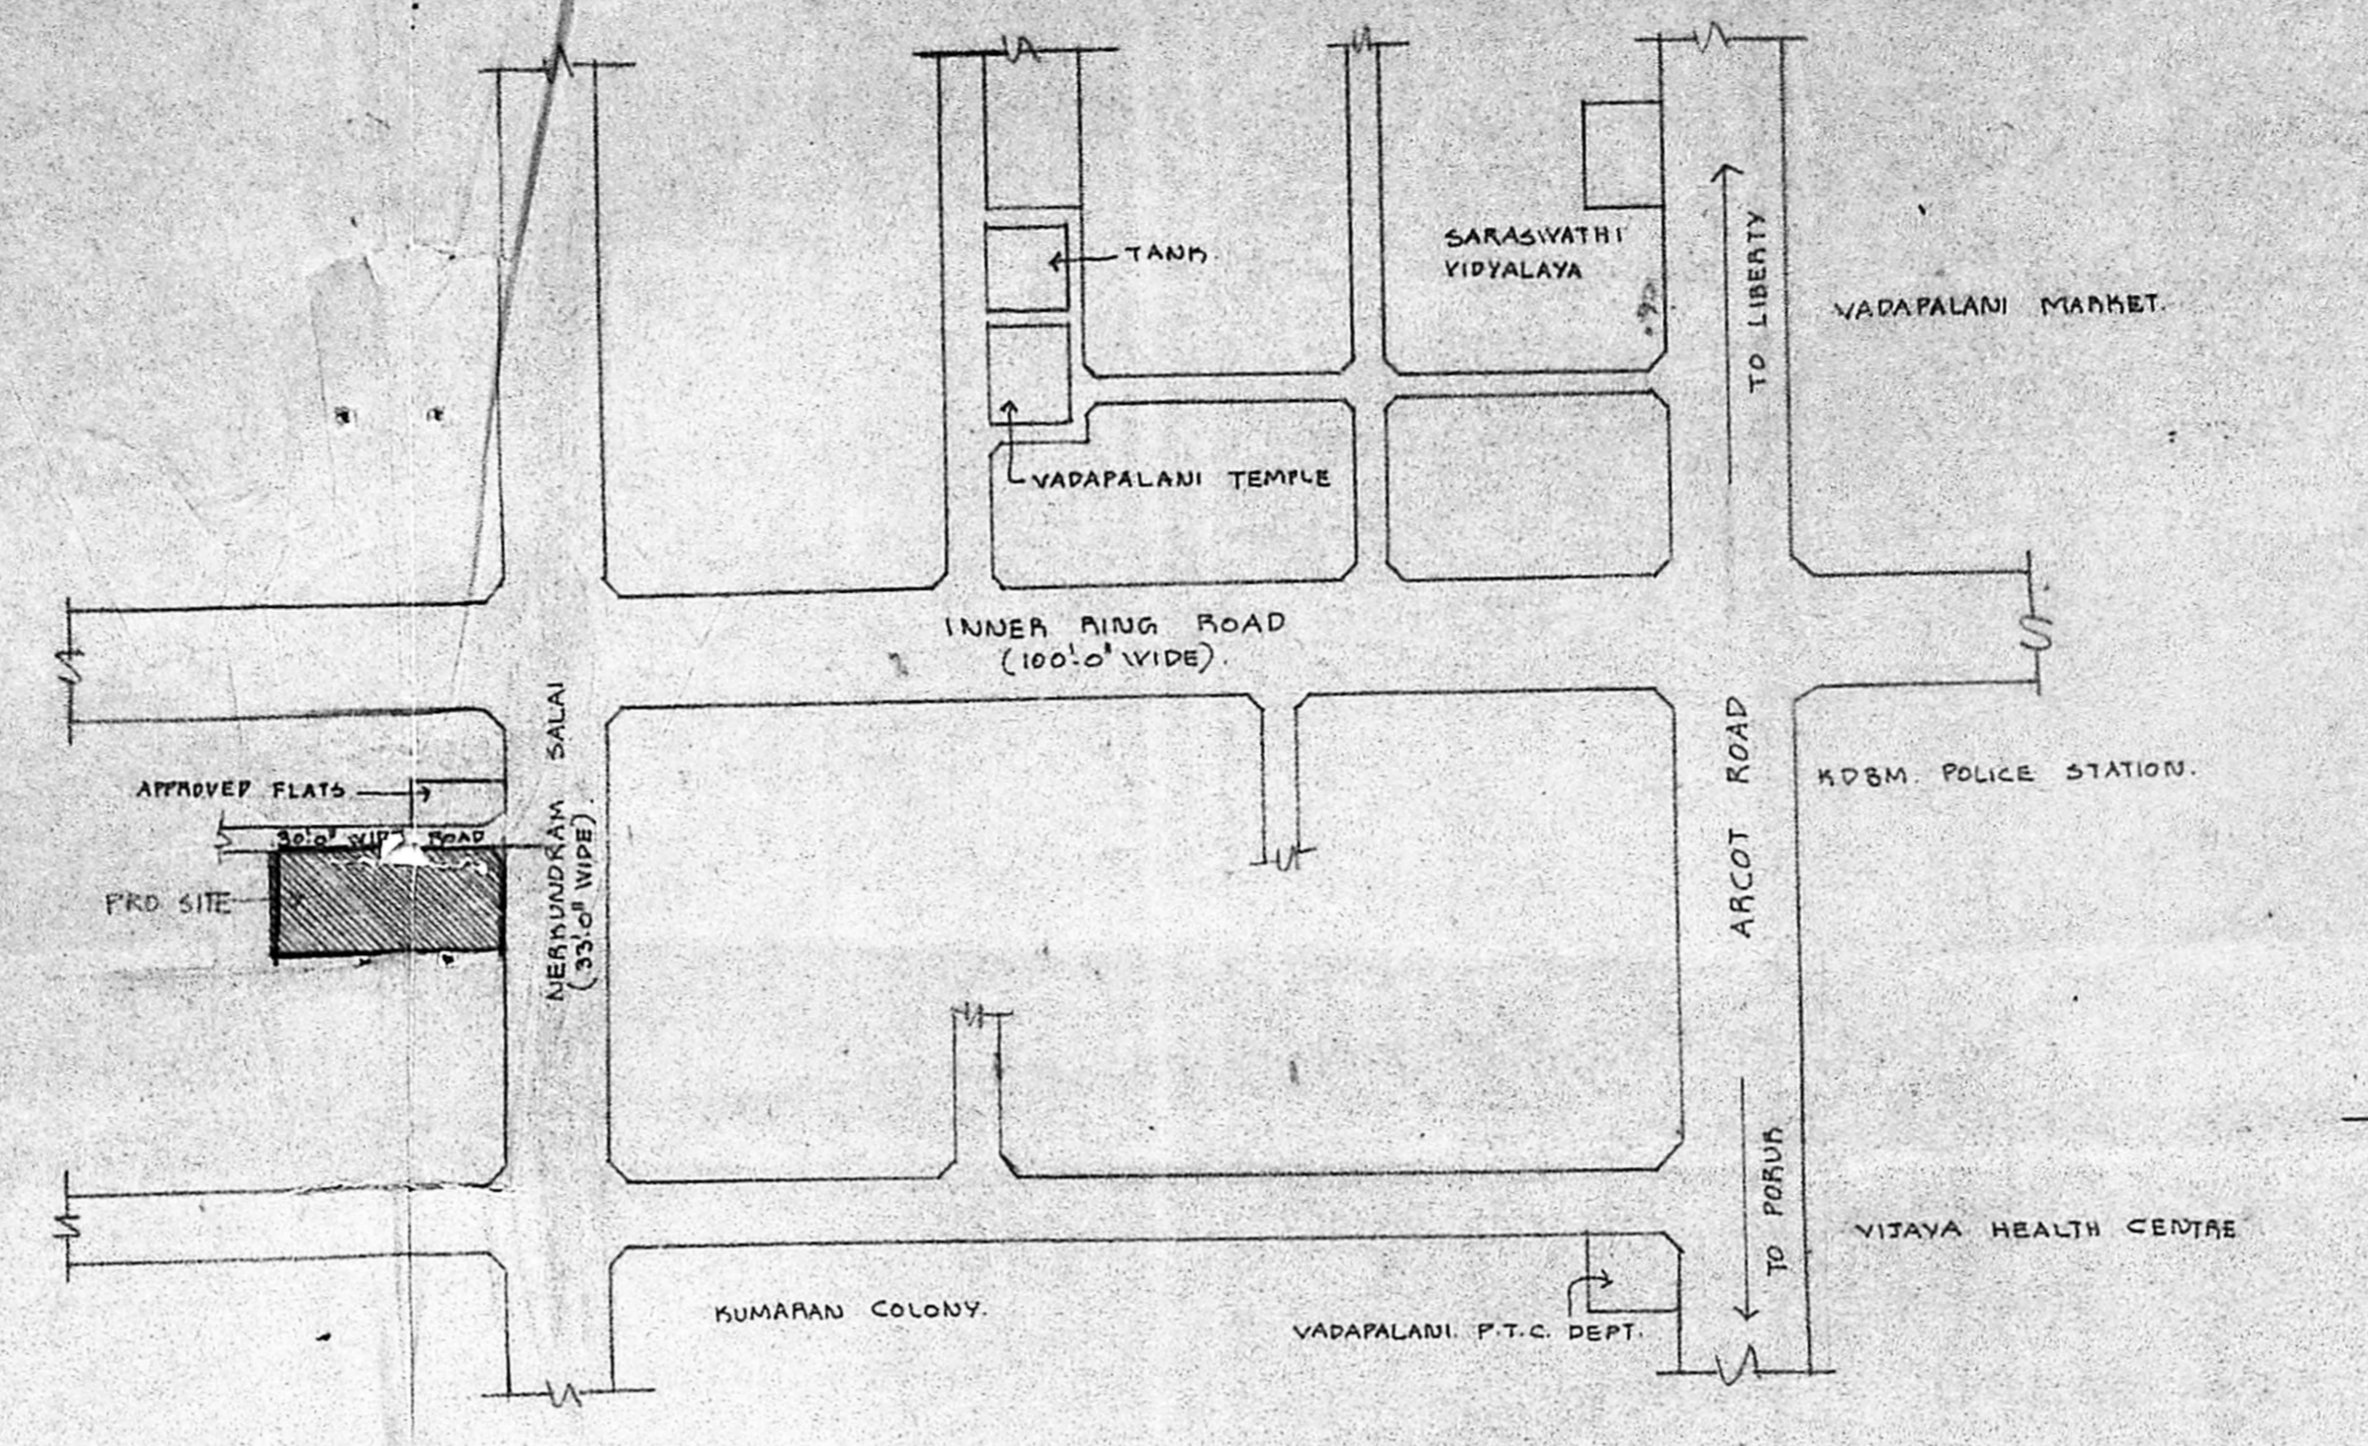 TANK.
SARASWATHI
VIDYALAYA
TO LIBERTY
VADAPALANI MARKET.
VADAPALANI TEMPLE
INNER RING ROAD
(100'.0" WIDE).
NERKUNDRAM SALAI
(33'.0" WIDE).
ARCOT ROAD
KDBM. POLICE STATION.
APPROVED FLATS
30'.0" ROAD
PRO SITE
TO PORUR
VIJAYA HEALTH CENTRE
KUMARAN COLONY.
VADAPALANI. P.T.C. DEPT.